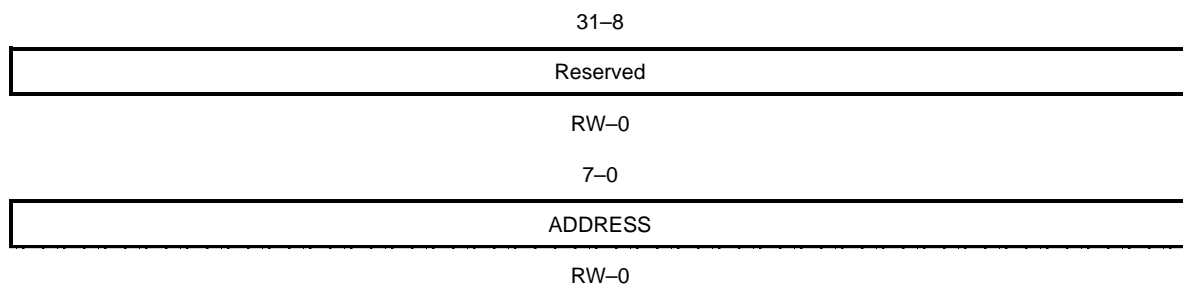 31–8
Reserved
RW–0
7–0
ADDRESS
RW–0